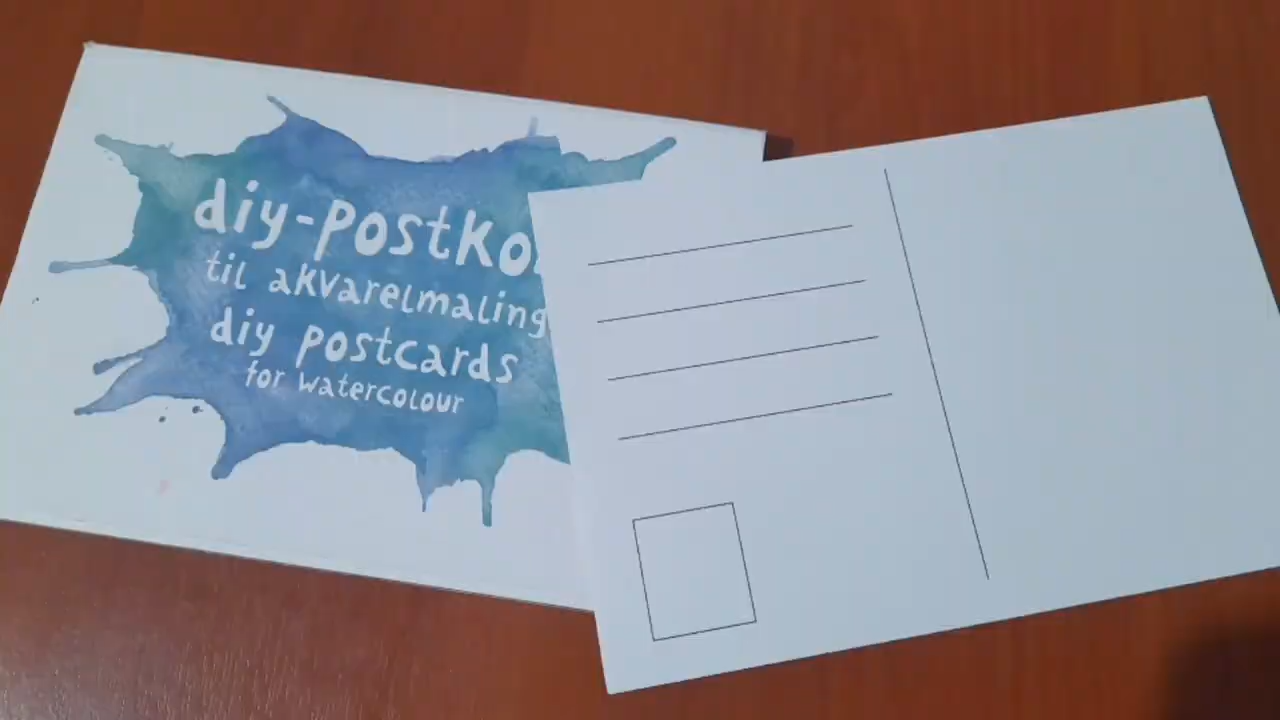 diy-postko
til akvarelmaling
diy postcards
for watercolour